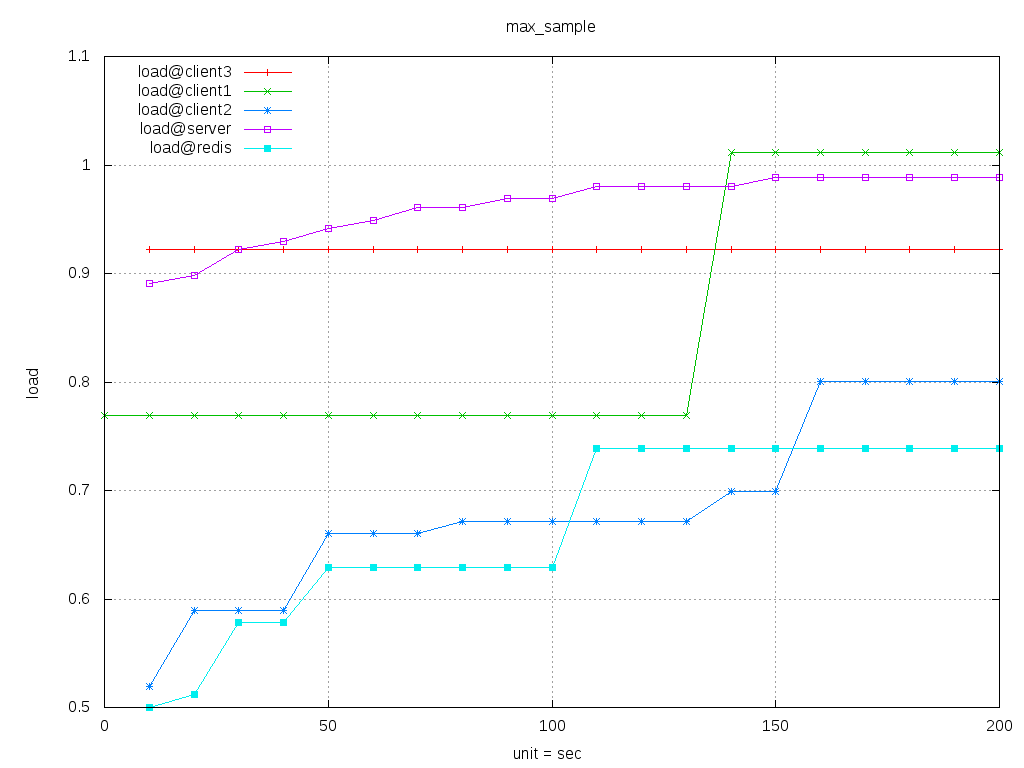 max_sample
1.1
1
0.9
0.8
0.7
0.6
0.5
load
load@client3
load@client1
load@client2
load@server
load@redis
0 50 100 150 200
unit = sec